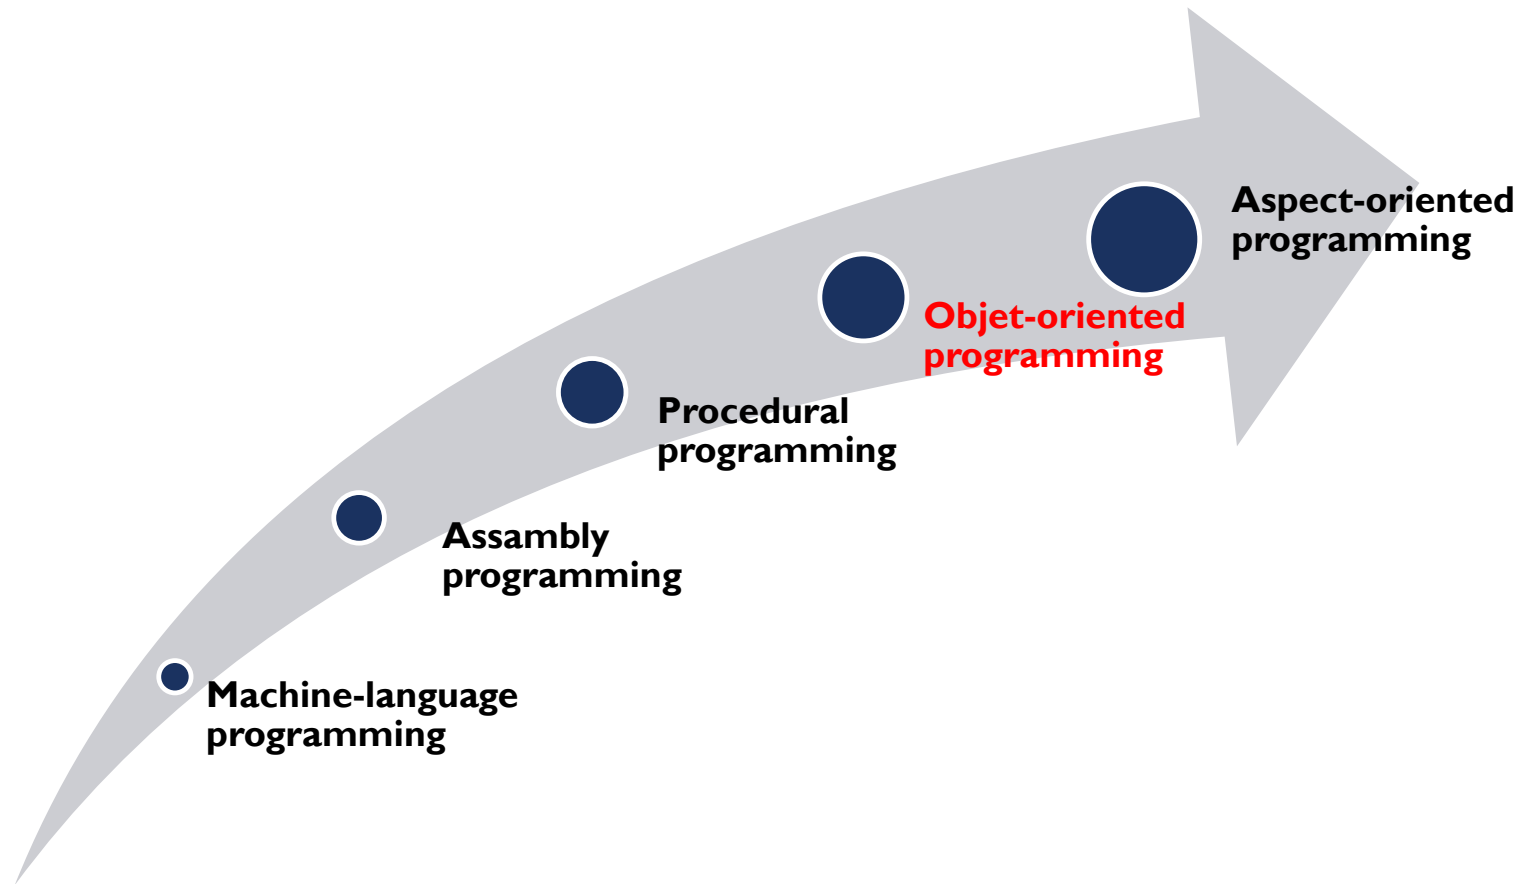 Aspect-oriented
programming
Objet-oriented
programming
Procedural
programming
Assambly
programming
Machine-language
programming